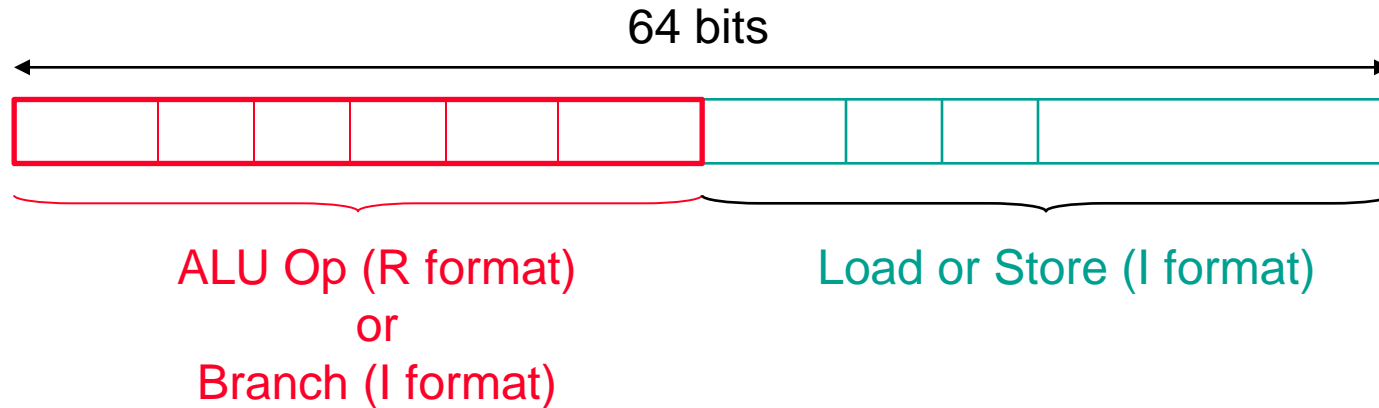 64 bits
ALU Op (R format)
or
Branch (I format)
Load or Store (I format)